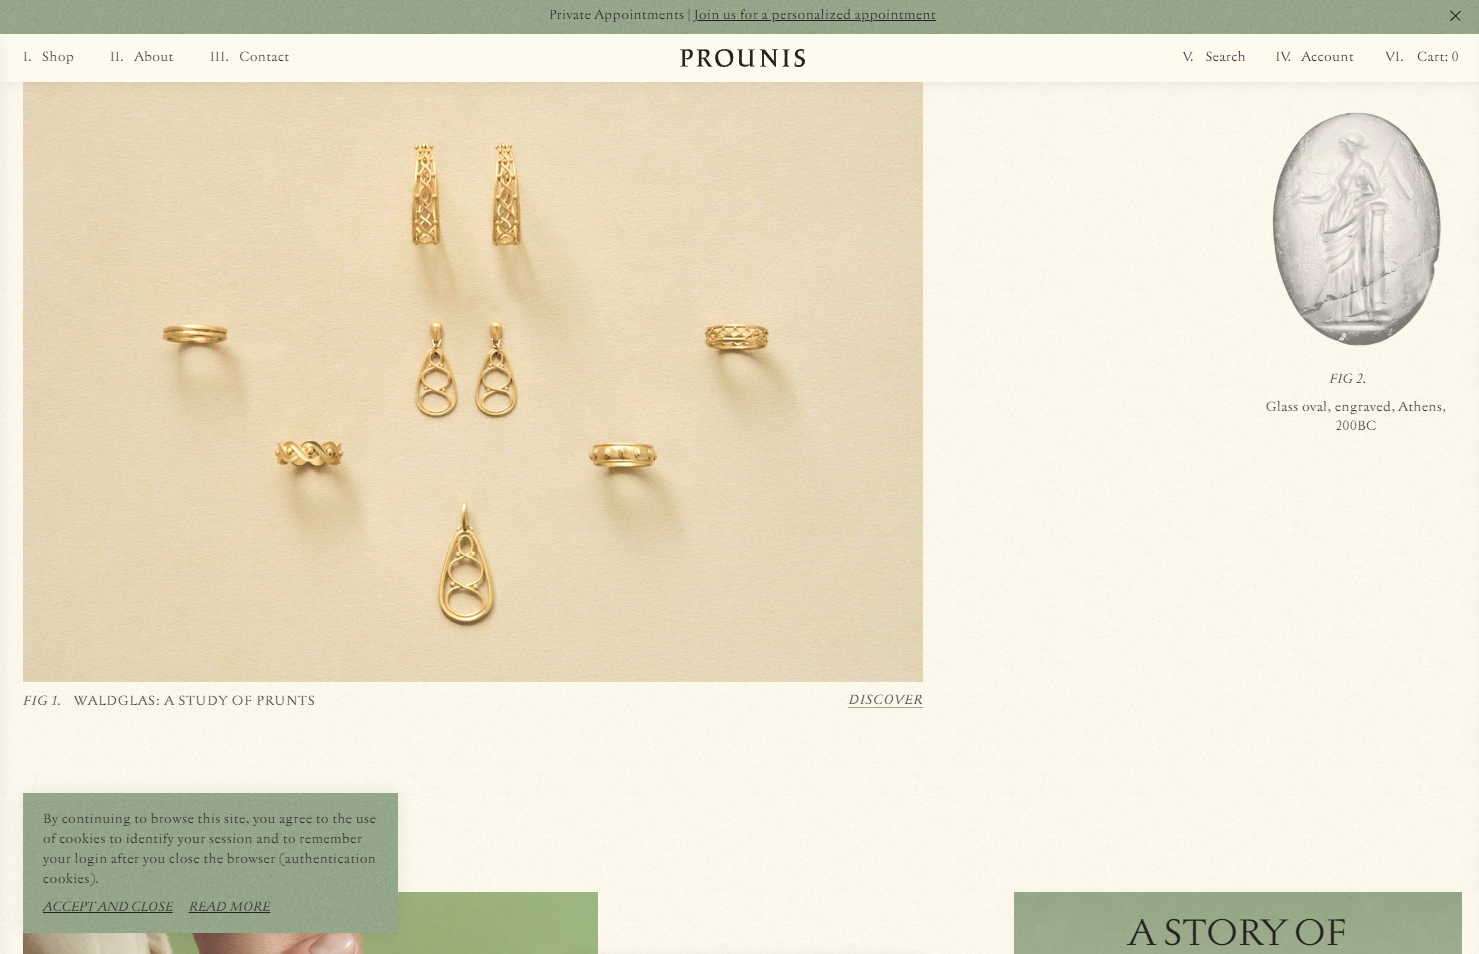 Private Appointments | Join us for a personalized appointment
I. Shop
II. About
III. Contact
PROUNIS
V. Search
IV. Account
VI. Cart: 0
FIG 2.
Glass oval, engraved, Athens,
200BC
FIG 1. WALDGLAS: A STUDY OF PRUNTS
DISCOVER
By continuing to browse this site, you agree to the use
of cookies to identify your session and to remember
your login after you close the browser (authentication
cookies).
ACCEPT AND CLOSE
READ MORE
A STORY OF